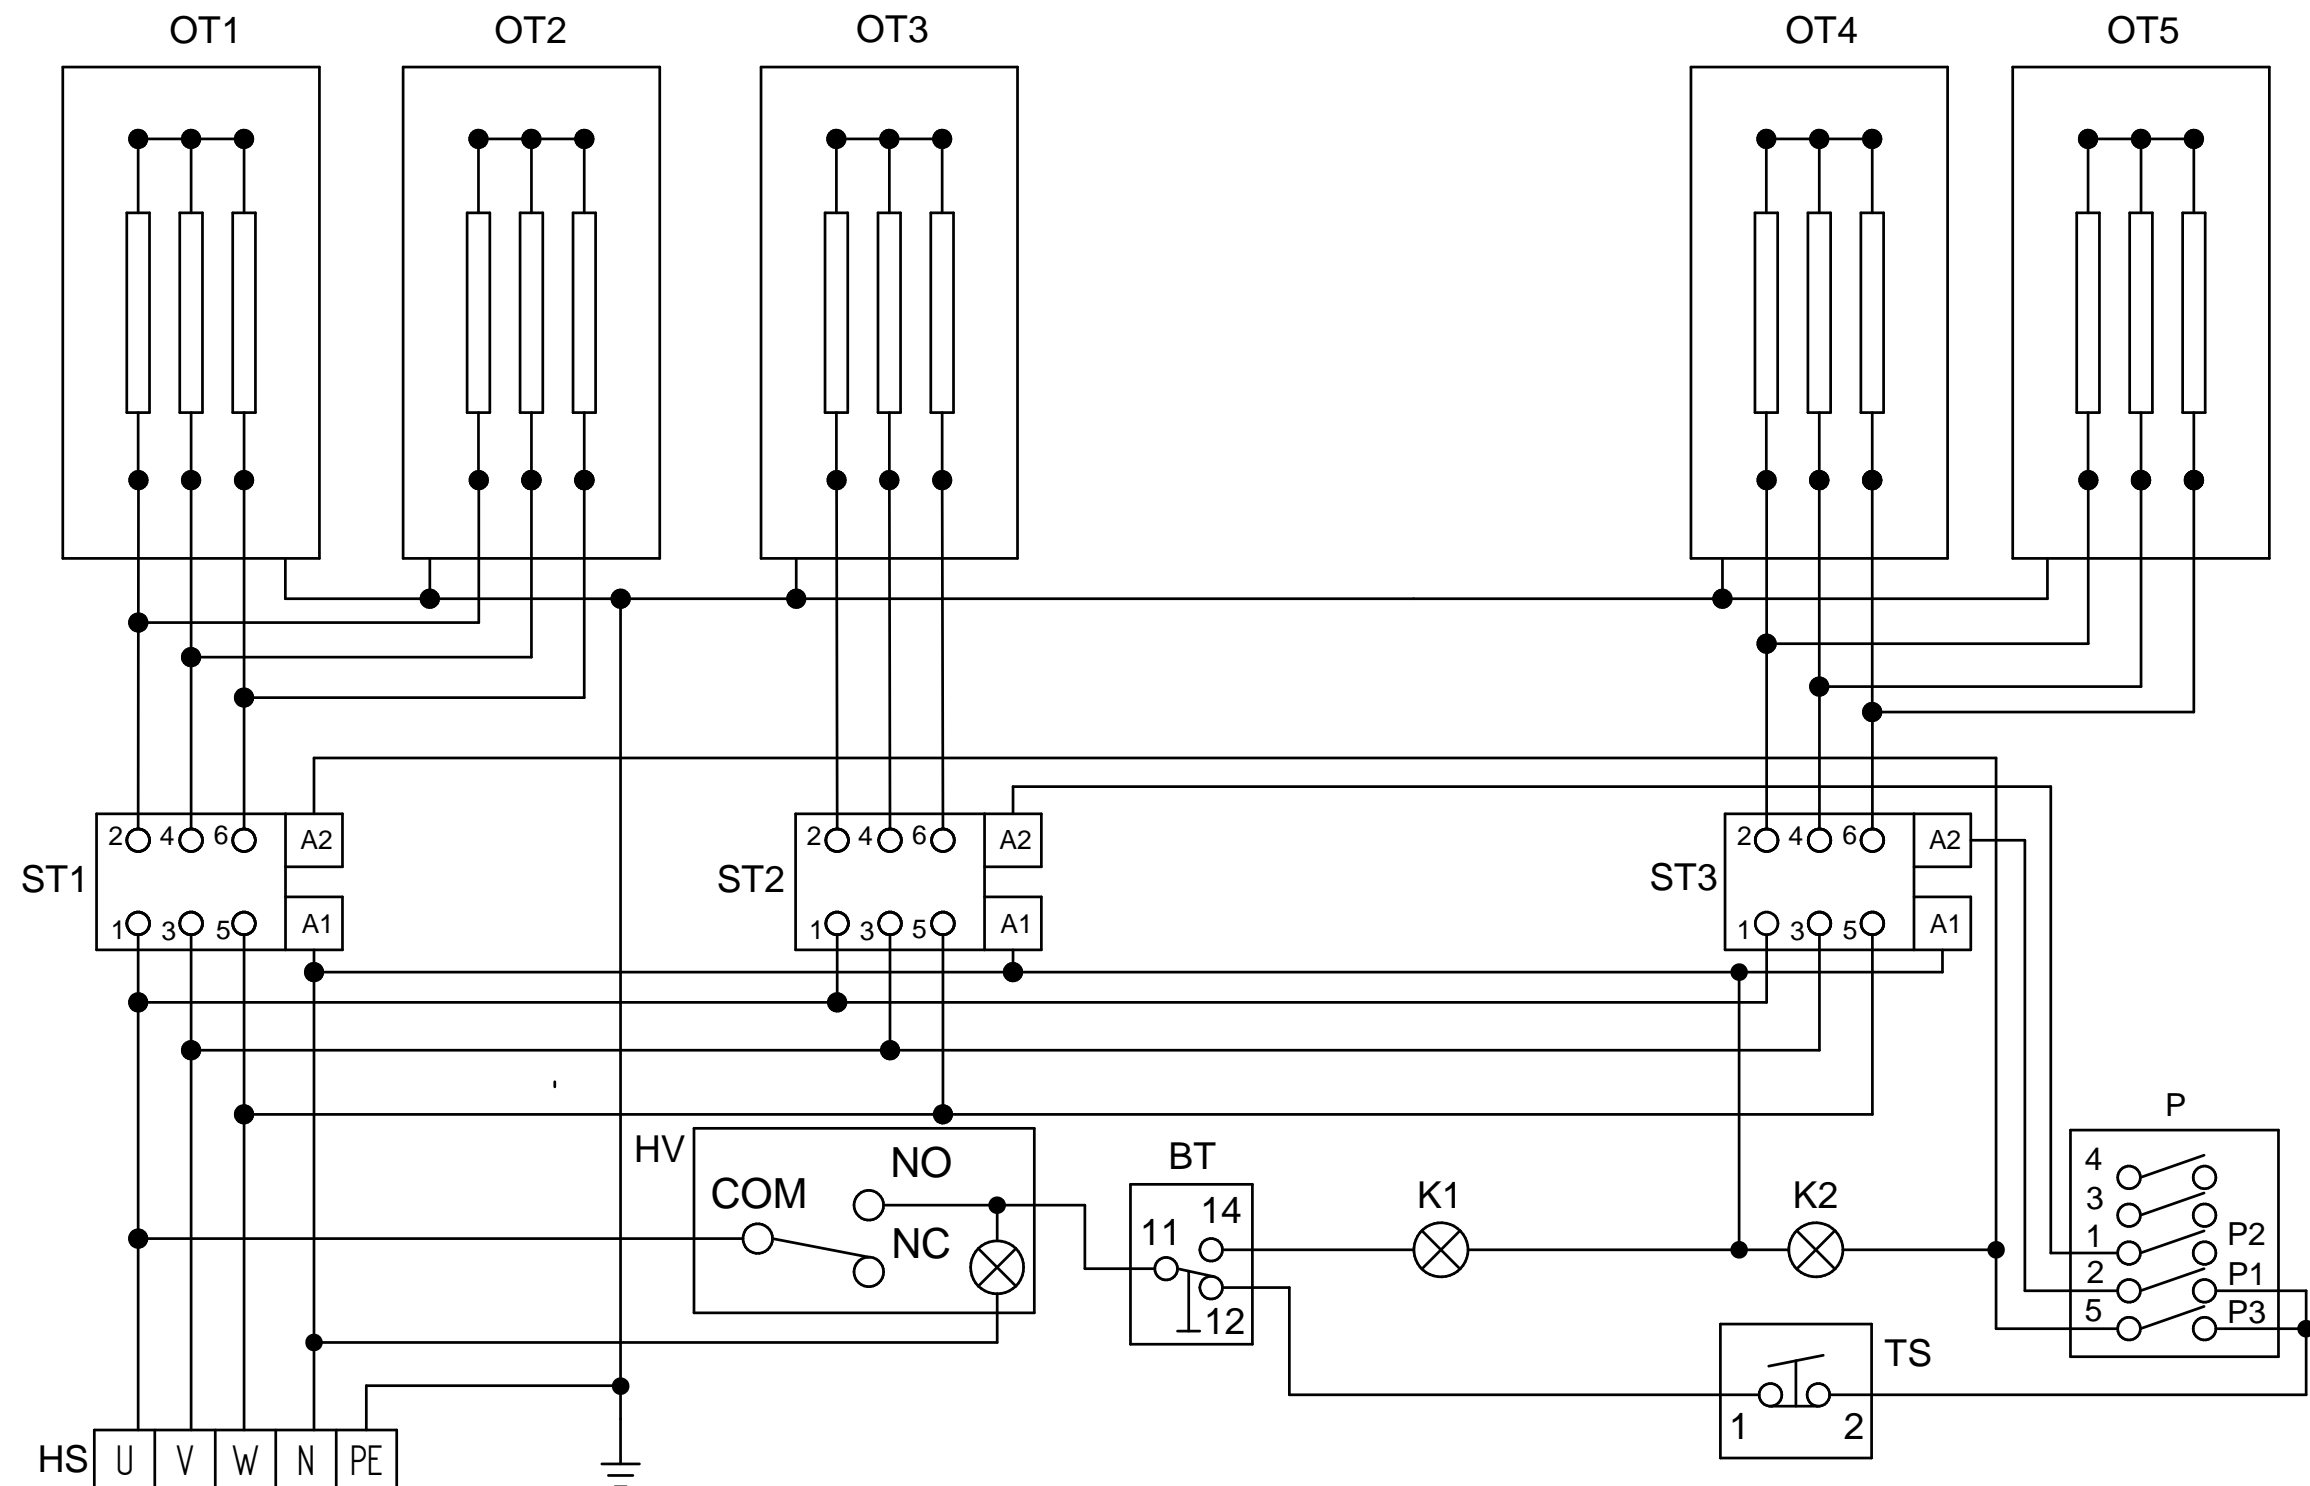 OT1 OT2 OT3 OT4 OT5
2 4 6 A2 2 4 6 A2 2 4 6 A2
ST1 ST2 ST3
1 3 5 A1 1 3 5 A1 1 3 5 A1
P
HV NO BT
COM 14 K1 K2 4
11 3
NC 1 P2
2 P1
12 5 P3
TS
1 2
HS U V W N PE